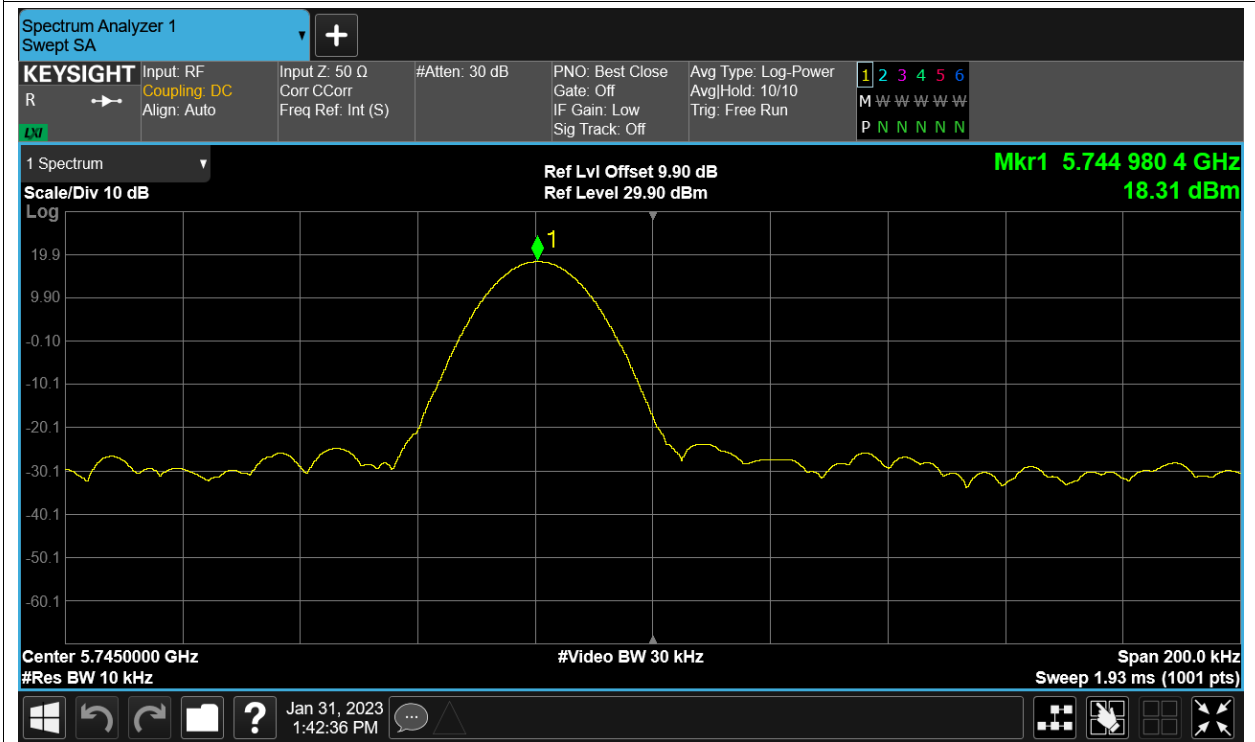 Spectrum Analyzer 1
Swept SA
KEYSIGHT
R
LXI
Input: RF
Coupling: DC
Align: Auto
Input Z: 50 Ω
Corr CCorr
Freq Ref: Int (S)
#Atten: 30 dB
PNO: Best Close
Gate: Off
IF Gain: Low
Sig Track: Off
Avg Type: Log-Power
Avg|Hold: 10/10
Trig: Free Run
1 2 3 4 5 6
M W W W W W
P N N N N N
1 Spectrum
Scale/Div 10 dB
Log
Ref Lvl Offset 9.90 dB
Ref Level 29.90 dBm
Mkr1 5.744 980 4 GHz
18.31 dBm
1
19.9
9.90
-0.10
-10.1
-20.1
-30.1
-40.1
-50.1
-60.1
Center 5.7450000 GHz
#Res BW 10 kHz
#Video BW 30 kHz
Span 200.0 kHz
Sweep 1.93 ms (1001 pts)
?
Jan 31, 2023
1:42:36 PM